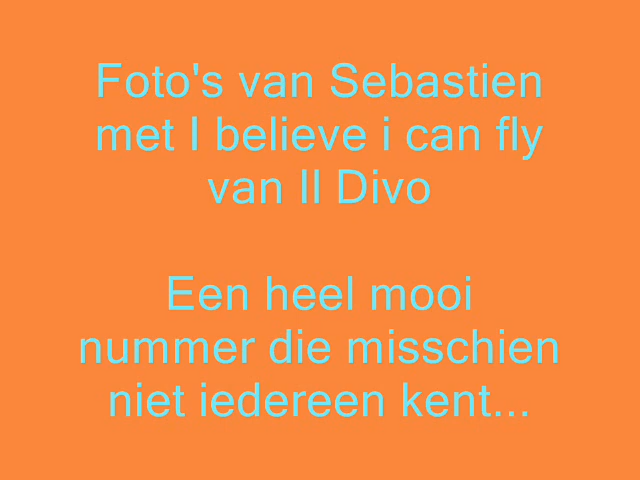 Foto's van Sebastien
met I believe i can fly
van Il Divo
Een heel mooi
nummer die misschien
niet iedereen kent...